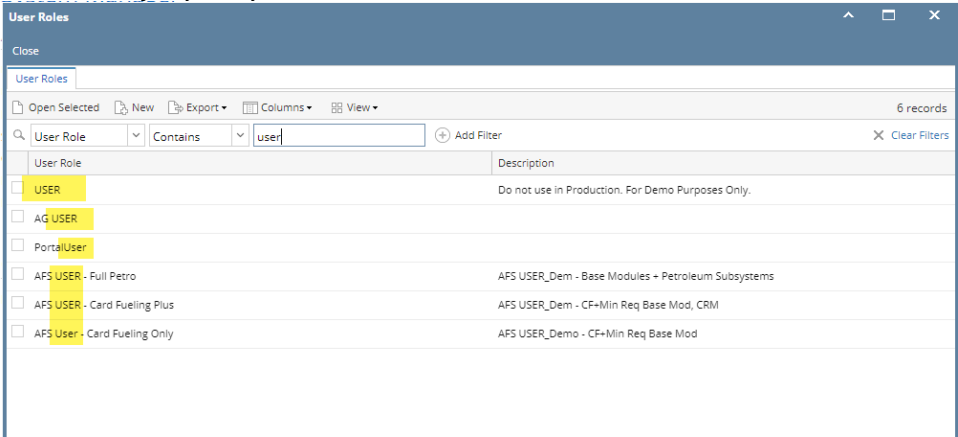 User Roles
Close
User Roles
Open Selected New Export Columns View 6 records
User Role Contains user Add Filter Clear Filters
User Role Description
USER Do not use in Production. For Demo Purposes Only.
AG USER
PortalUser
AFS USER - Full Petro AFS USER_Dem - Base Modules + Petroleum Subsystems
AFS USER - Card Fueling Plus AFS USER_Dem - CF+Min Req Base Mod, CRM
AFS User - Card Fueling Only AFS USER_Demo - CF+Min Req Base Mod